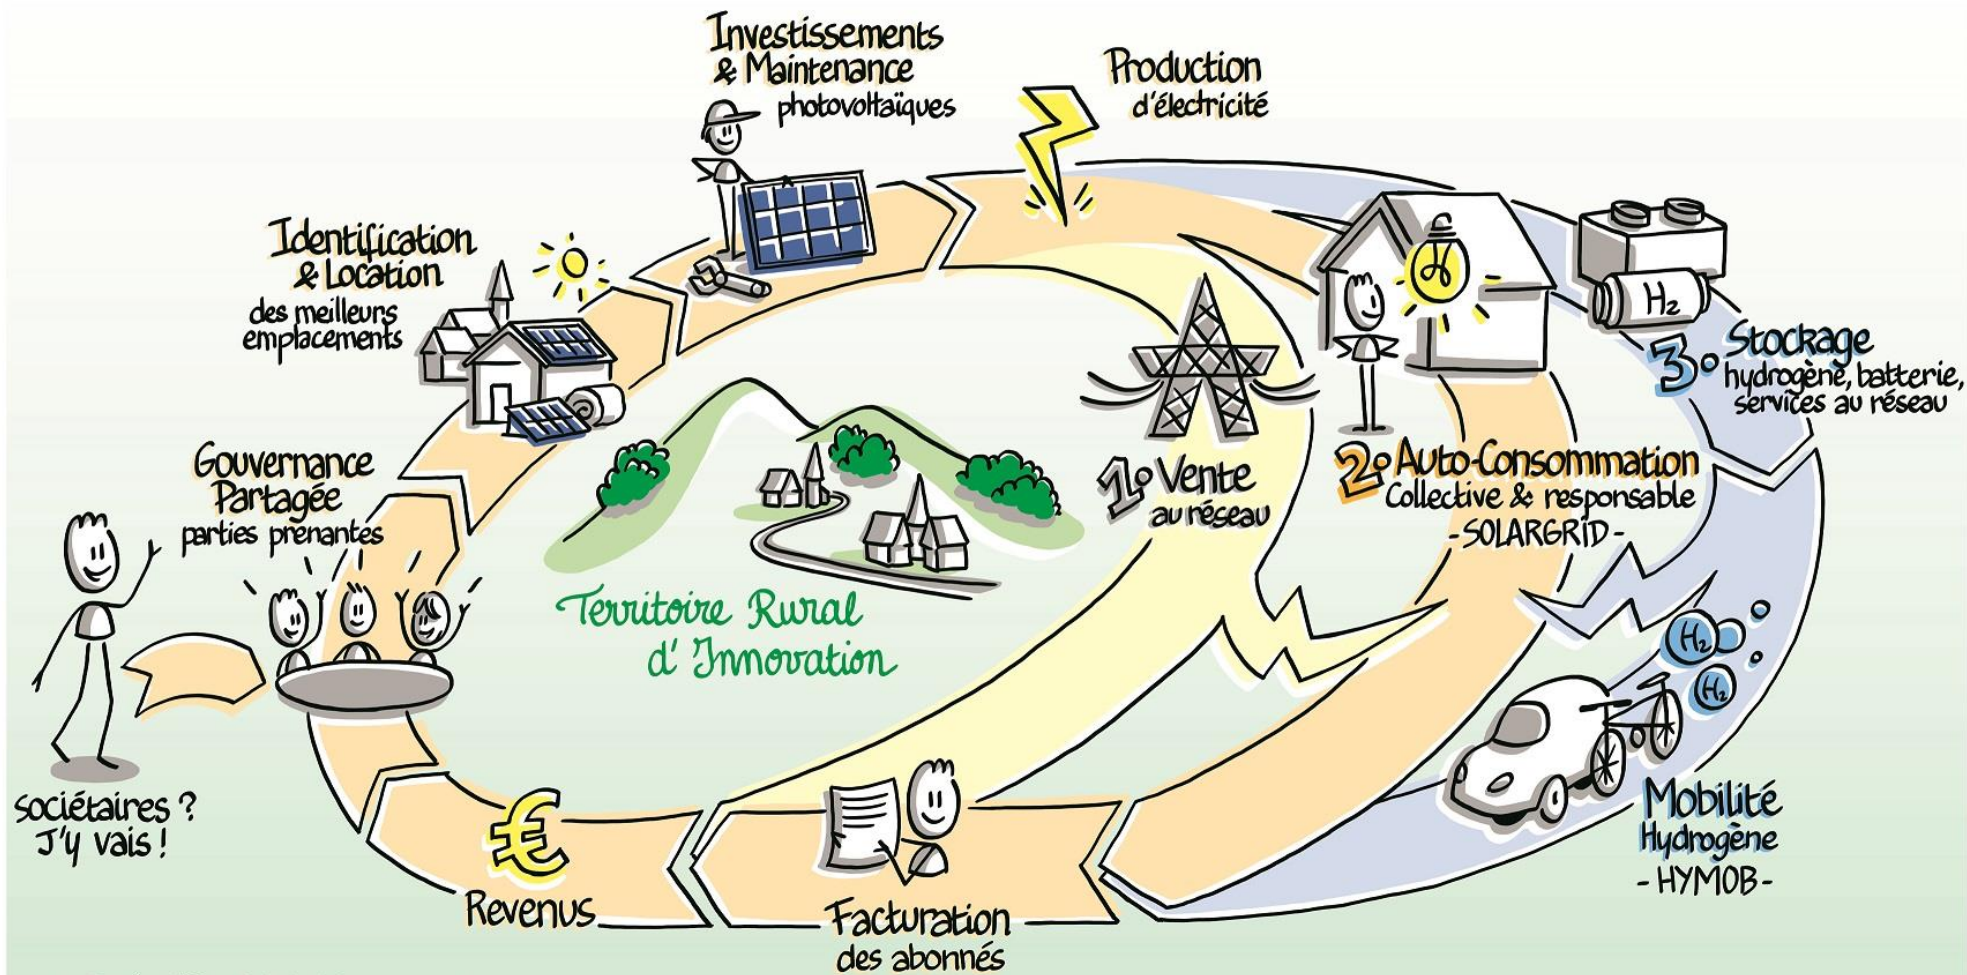 Investissements
& Maintenance
photovoltaïques
Production
d'électricité
Identification
& Location
des meilleurs
emplacements
H2
3° Stockage
hydrogène, batterie,
services au réseau
Gouvernance
Partagée
parties prenantes
1° Vente
au réseau
2° Auto-Consommation
Collective & responsable
- SOLARGRID -
Territoire Rural
d'Innovation
H2
H2
sociétaires ?
J'y vais !
Mobilité
Hydrogène
- HYMOB -
€
Revenus
Facturation
des abonnés